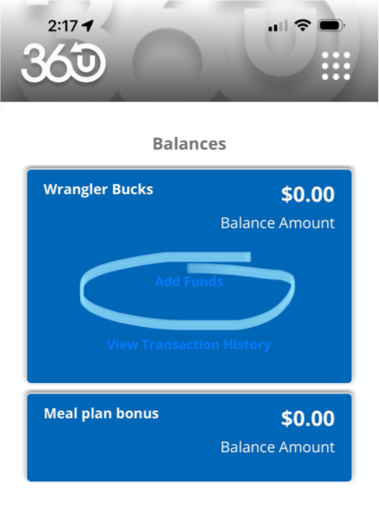 2:17
360U
Balances
Wrangler Bucks
$0.00
Balance Amount
Add Funds
View Transaction History
Meal plan bonus
$0.00
Balance Amount